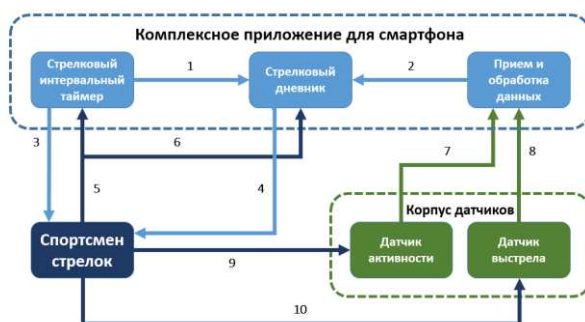 Комплексное приложение для смартфона
Стрелковый
интервальный
таймер
1
Стрелковый
дневник
2
Прием и
обработка
данных
3
6
4
5
7
8
Корпус датчиков
Спортсмен
стрелок
9
Датчик
активности
Датчик
выстрела
10